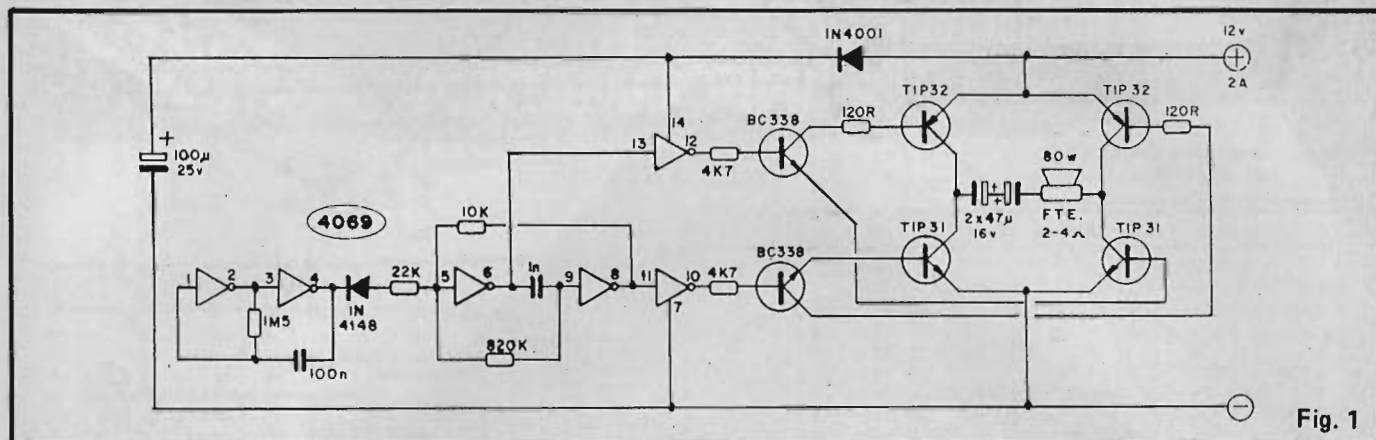 1N4001
12v
2A
TIP32
TIP32
120R
120R
BC338
14
13
12
4K7
100µ
25v
+
80w
2x47µ
16v
F.T.E.
2-4Ω
4069
10K
TIP31
TIP31
BC338
1
2
3
4
22K
5
6
1n
9
8
11
10
4K7
7
1N
4148
1M5
820K
100n
Fig. 1